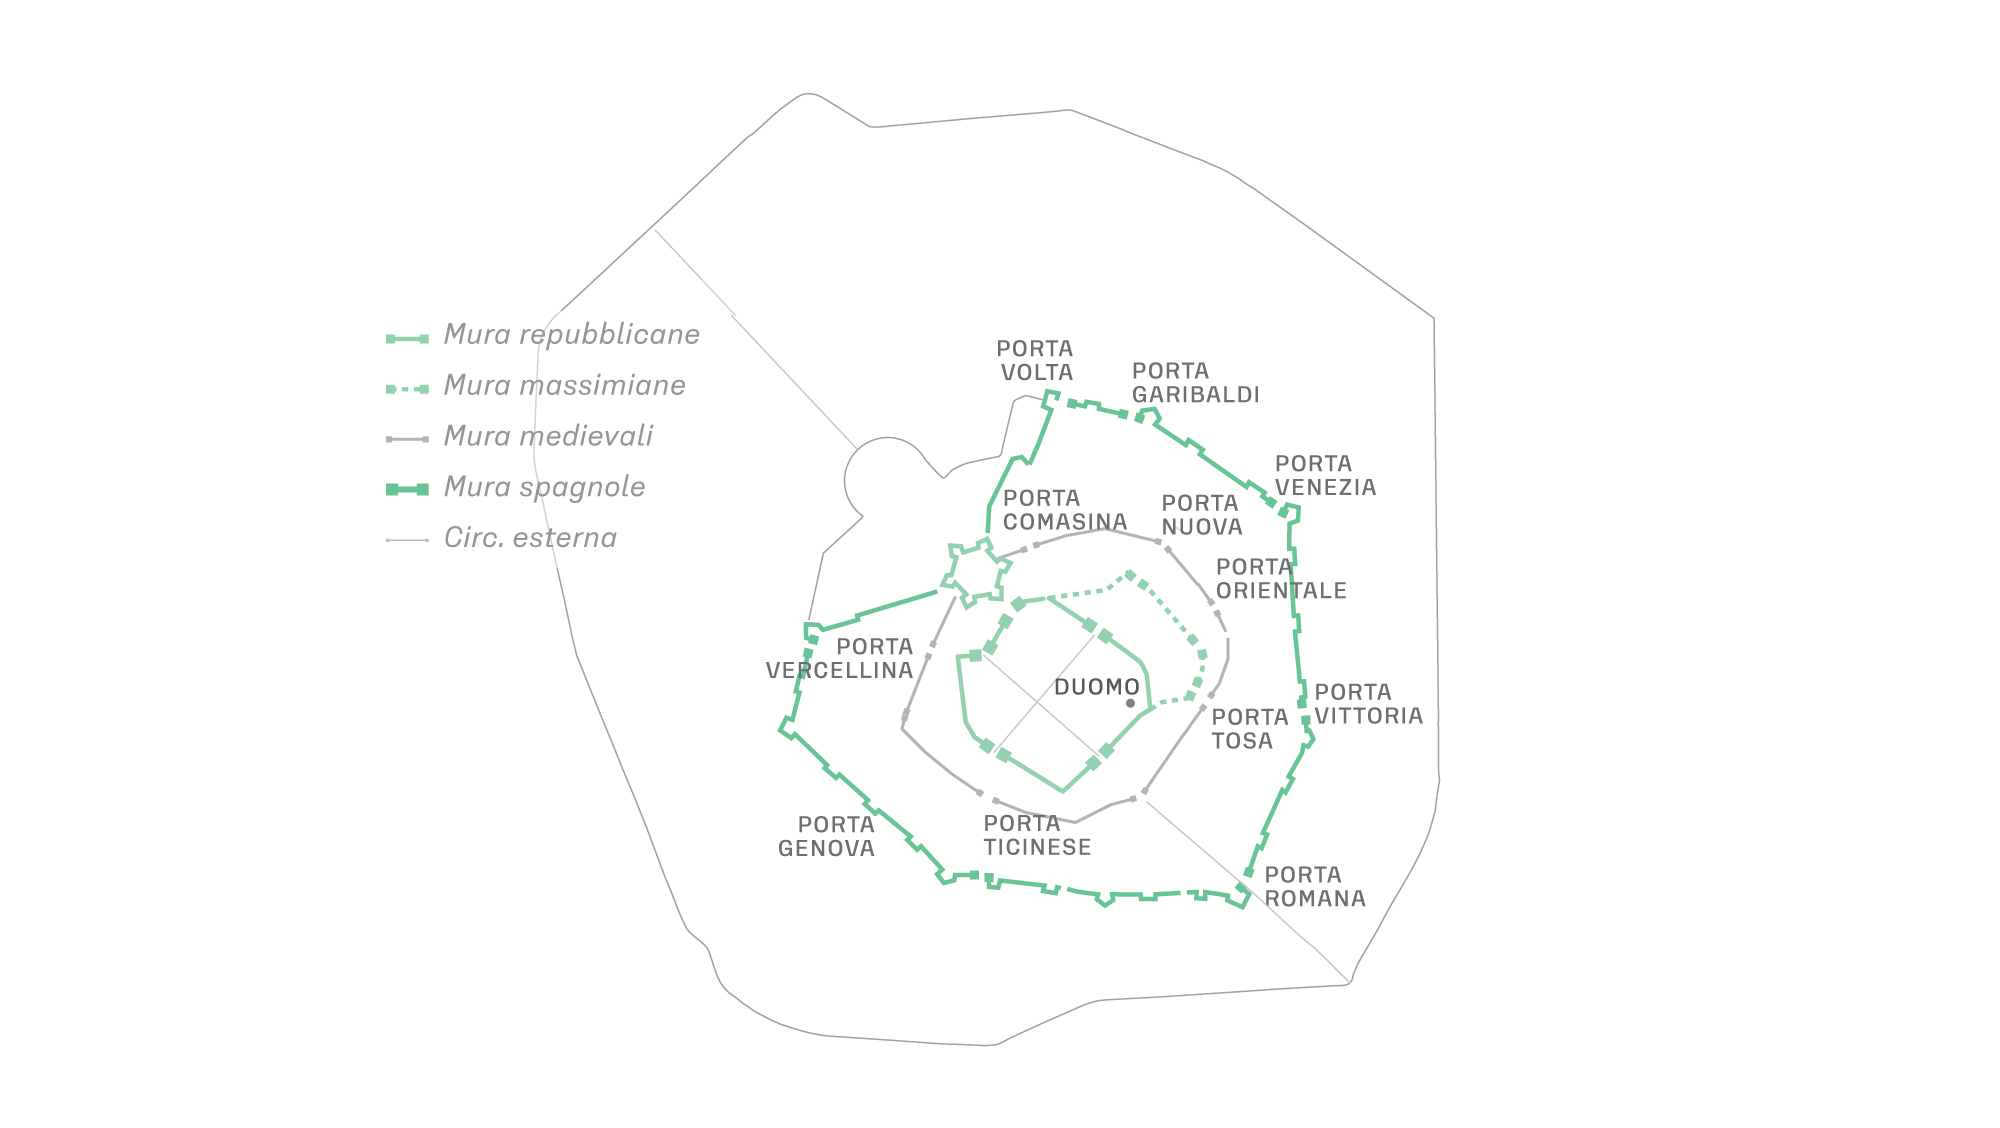 Mura repubblicane
Mura massimiane
Mura medievali
Mura spagnole
Circ. esterna
PORTA
VOLTA
PORTA
GARIBALDI
PORTA
VENEZIA
PORTA
COMASINA
PORTA
NUOVA
PORTA
ORIENTALE
PORTA
VERCELLINA
DUOMO
PORTA
VITTORIA
PORTA
TOSA
PORTA
GENOVA
PORTA
TICINESE
PORTA
ROMANA